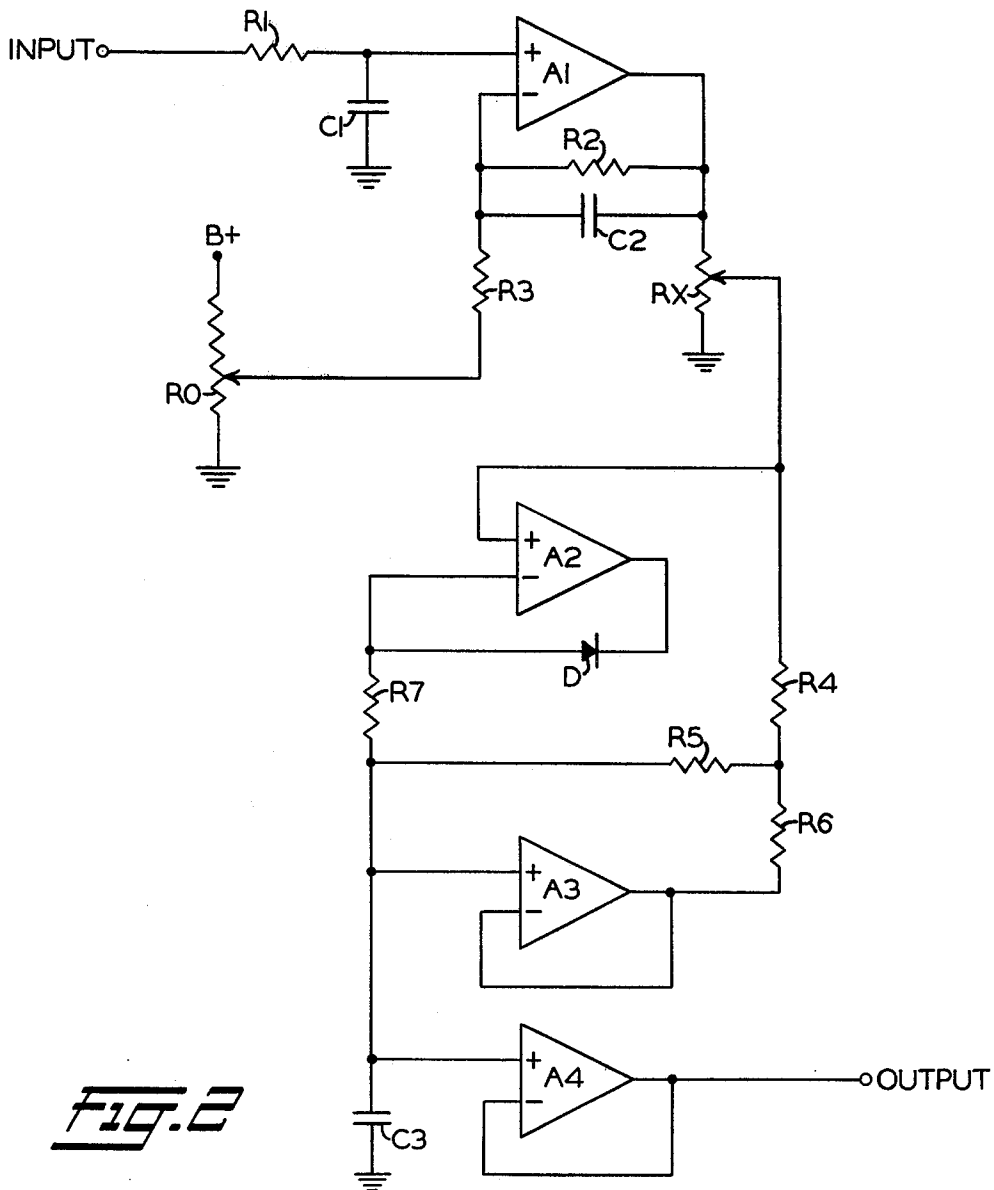 R1
INPUT
+
A1
−
C1
R2
C2
B+
R3
RX
RO
+
A2
−
D
R7
R4
R5
R6
+
A3
−
+
A4
−
OUTPUT
C3
Fig. 2